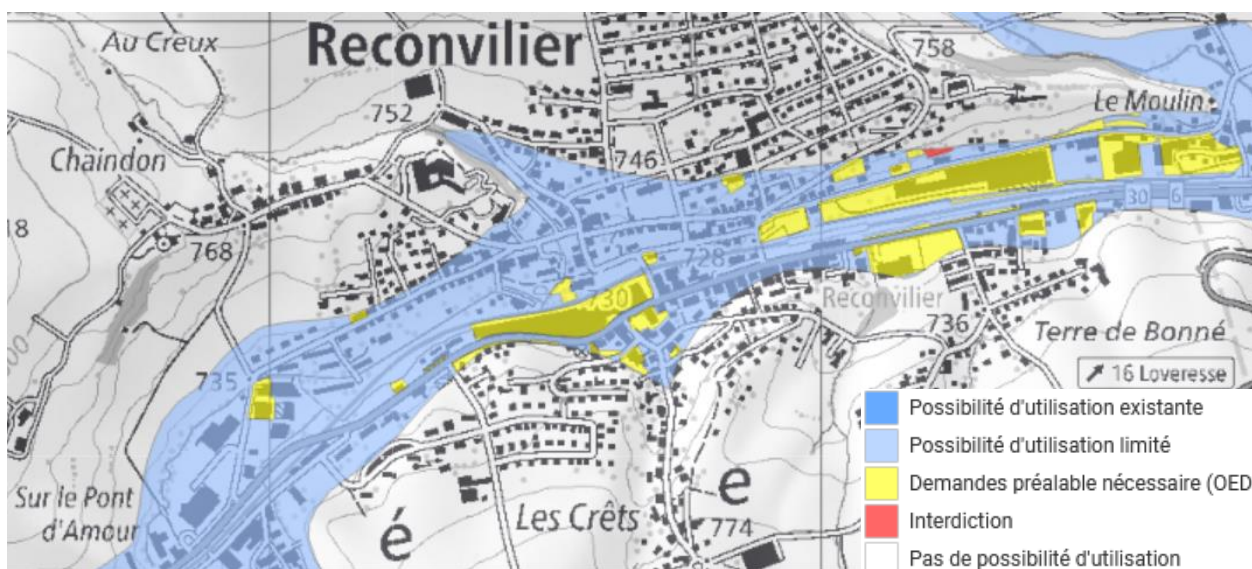 Au Creux
Reconvilier
758
752
Le Moulin
Chaindon
746
30
6
18
768
728
730
Reconvilier
736
Terre de Bonné
735
16 Loveresse
Possibilité d'utilisation existante
Possibilité d'utilisation limité
Demandes préalable nécessaire (OED
Sur le Pont
d'Amour
é
Les Crêts
e
774
Interdiction
Pas de possibilité d'utilisation